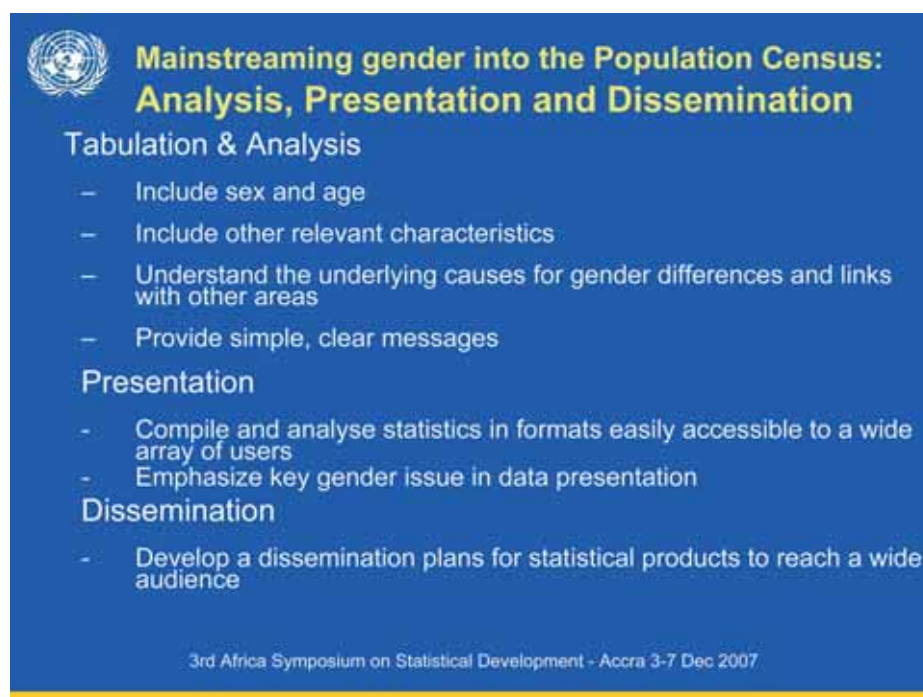 Mainstreaming gender into the Population Census:
Analysis, Presentation and Dissemination
Tabulation & Analysis
– Include sex and age
– Include other relevant characteristics
– Understand the underlying causes for gender differences and links
with other areas
– Provide simple, clear messages
Presentation
- Compile and analyse statistics in formats easily accessible to a wide
array of users
- Emphasize key gender issue in data presentation
Dissemination
- Develop a dissemination plans for statistical products to reach a wide
audience
3rd Africa Symposium on Statistical Development - Accra 3-7 Dec 2007